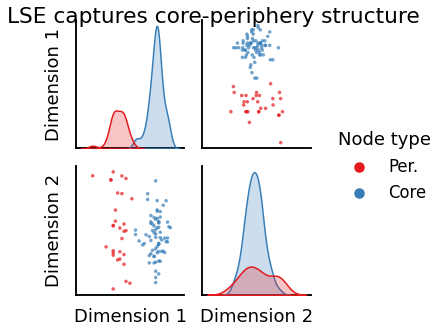 LSE captures core-periphery structure
Dimension 1
Node type
Per.
Core
Dimension 2
Dimension 1
Dimension 2